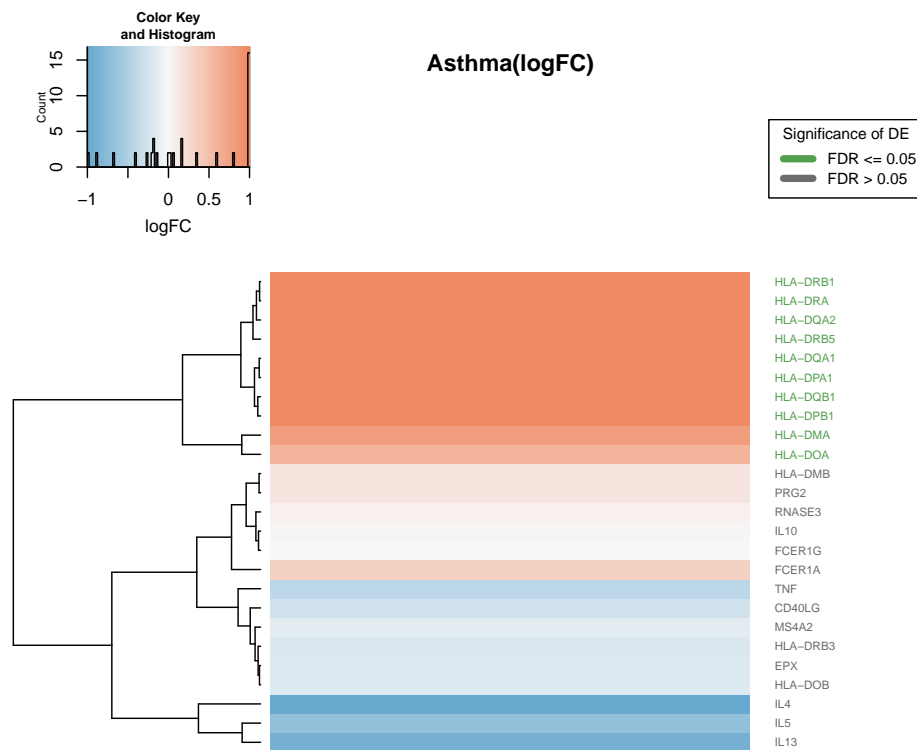 Color Key
and Histogram
Asthma(logFC)
Count
15
10
5
0
−1
0
0.5
1
logFC
Significance of DE
FDR <= 0.05
FDR > 0.05
HLA−DRB1
HLA−DRA
HLA−DQA2
HLA−DRB5
HLA−DQA1
HLA−DPA1
HLA−DQB1
HLA−DPB1
HLA−DMA
HLA−DOA
HLA−DMB
PRG2
RNASE3
IL10
FCER1G
FCER1A
TNF
CD40LG
MS4A2
HLA−DRB3
EPX
HLA−DOB
IL4
IL5
IL13